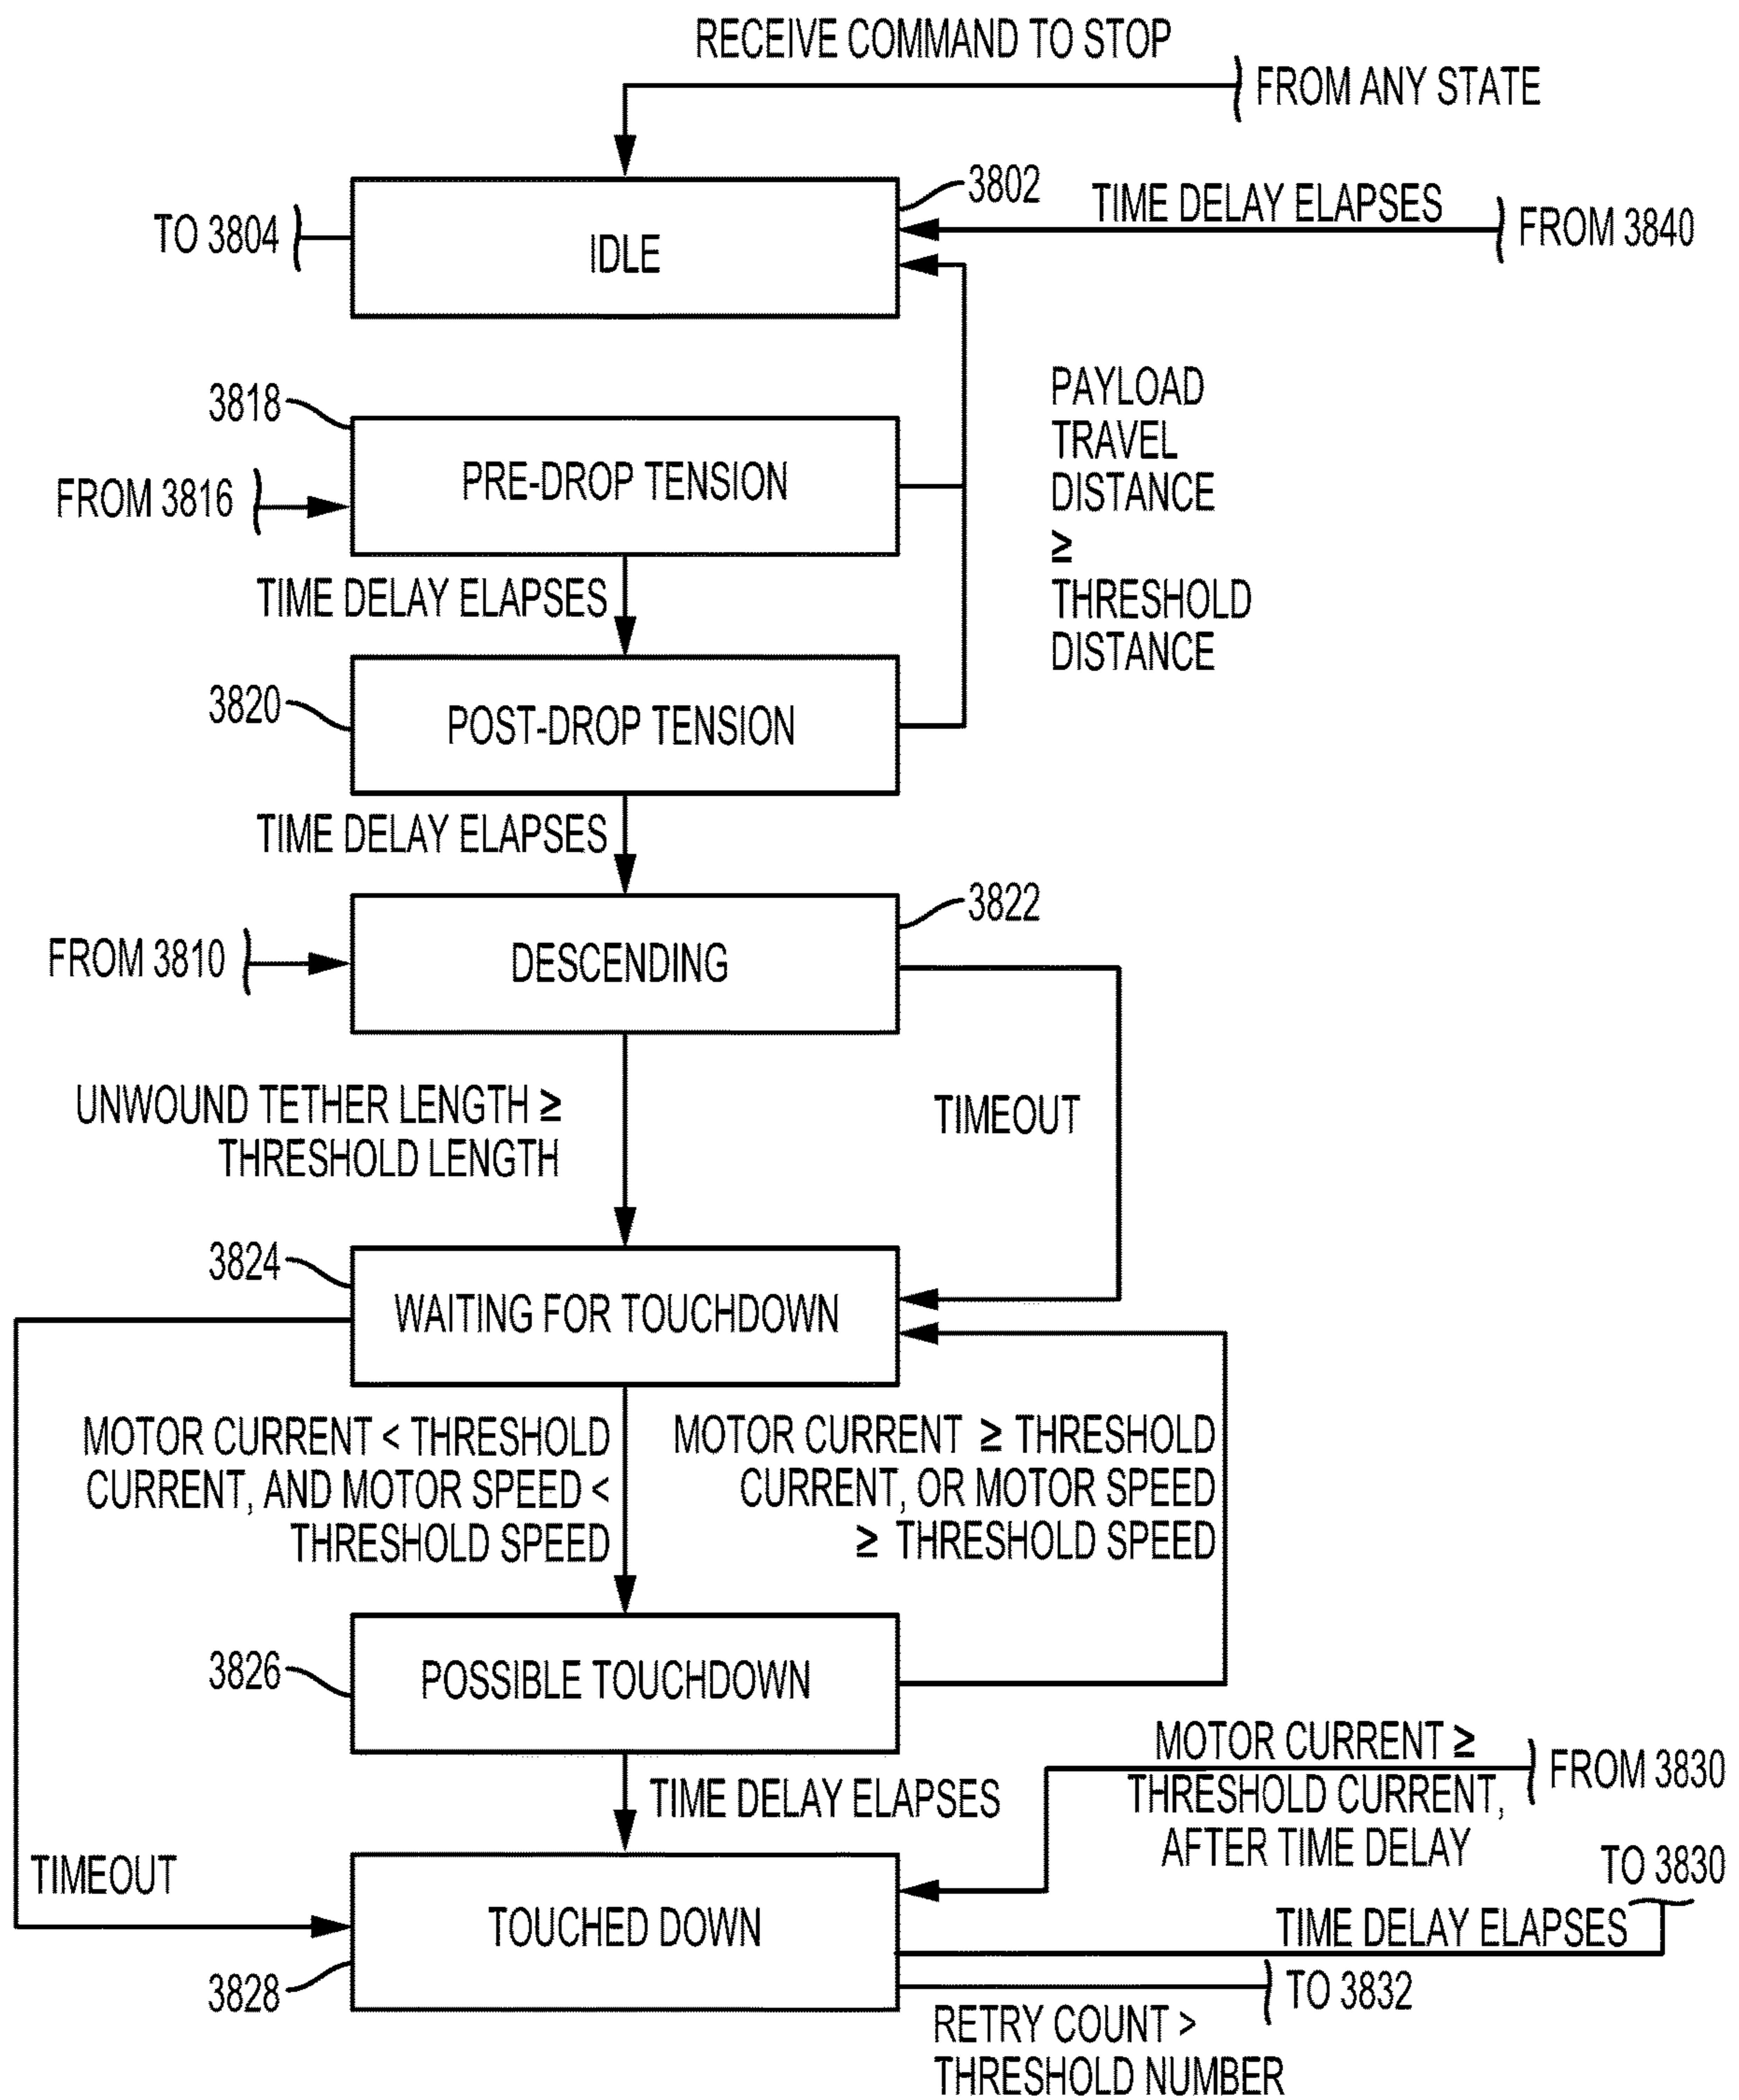 RECEIVE COMMAND TO STOP
FROM ANY STATE
3802
TIME DELAY ELAPSES
FROM 3840
TO 3804
IDLE
3818
PAYLOAD
TRAVEL
DISTANCE
≥
THRESHOLD
DISTANCE
FROM 3816
PRE-DROP TENSION
TIME DELAY ELAPSES
3820
POST-DROP TENSION
TIME DELAY ELAPSES
3822
FROM 3810
DESCENDING
UNWOUND TETHER LENGTH ≥
THRESHOLD LENGTH
TIMEOUT
3824
WAITING FOR TOUCHDOWN
MOTOR CURRENT < THRESHOLD
CURRENT, AND MOTOR SPEED <
THRESHOLD SPEED
MOTOR CURRENT ≥ THRESHOLD
CURRENT, OR MOTOR SPEED
≥ THRESHOLD SPEED
3826
POSSIBLE TOUCHDOWN
TIME DELAY ELAPSES
MOTOR CURRENT ≥
THRESHOLD CURRENT,
AFTER TIME DELAY
FROM 3830
TIMEOUT
TO 3830
TOUCHED DOWN
TIME DELAY ELAPSES
3828
TO 3832
RETRY COUNT >
THRESHOLD NUMBER